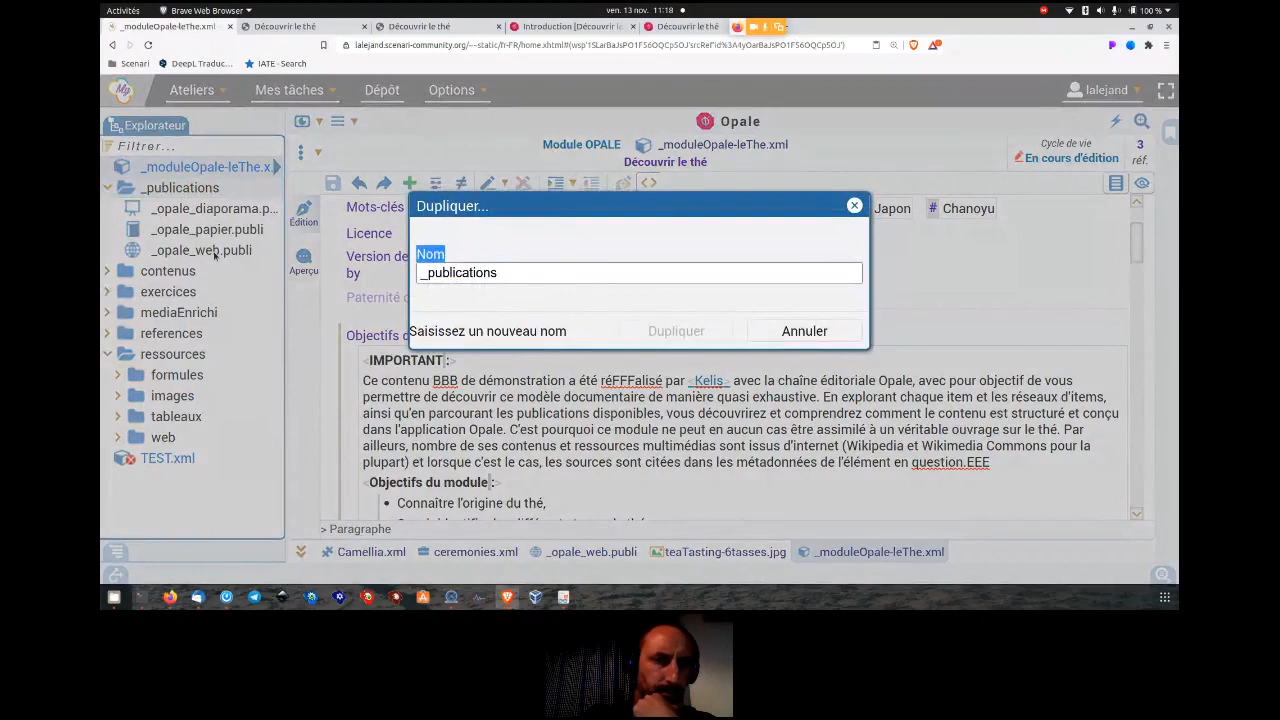 Activités
Brave Web Browser
ven. 13 nov. 11:18
100 %
_moduleOpale-leThe.xml
Découvrir le thé
Découvrir le thé
Introduction [Découvrir le
Découvrir le thé
Scenari
DeepL Traduc...
IATE - Search
Ateliers
Mes tâches
Dépôt
Options
lalejand
Explorateur
Filtrer...
_moduleOpale-leThe.x
_publications
_opale_diaporama.p...
_opale_papier.publi
_opale_web.publi
contenus
exercices
mediaEnrichi
references
ressources
formules
images
tableaux
web
TEST.xml
Opale
Module OPALE
_moduleOpale-leThe.xml
Découvrir le thé
Cycle de vie
En cours d'édition
3
réf.
Édition
Aperçu
Mots-clés
Japon
# Chanoyu
Licence
Version de
by
Paternité
Dupliquer...
Nom
_publications
Saisissez un nouveau nom
Dupliquer
Annuler
Objectifs d
<IMPORTANT :>
Ce contenu BBB de démonstration a été réFFFalisé par <Kelis> avec la chaîne éditoriale Opale, avec pour objectif de vous
permettre de découvrir ce modèle documentaire de manière quasi exhaustive. En explorant chaque item et les réseaux d'items,
ainsi qu'en parcourant les publications disponibles, vous découvrirez et comprendrez comment le contenu est structuré et conçu
dans l'application Opale. C'est pourquoi ce module ne peut en aucun cas être assimilé à un véritable ouvrage sur le thé. Par
ailleurs, nombre de ses contenus et ressources multimédias sont issus d'internet (Wikipedia et Wikimedia Commons pour la
plupart) et lorsque c'est le cas, les sources sont citées dans les métadonnées de l'élément en question.EEE
<Objectifs du module :>
• Connaître l'origine du thé,
> Paragraphe
Camellia.xml
ceremonies.xml
_opale_web.publi
teaTasting-6tasses.jpg
_moduleOpale-leThe.xml